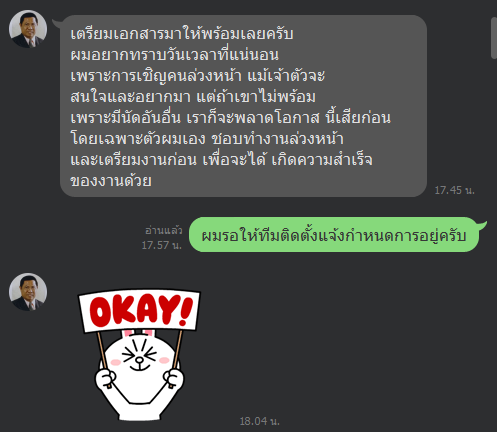 เตรียมเอกสารมาให้พร้อมเลยครับ
ผมอยากทราบวันเวลาที่แน่นอน
เพราะการเชิญคนล่วงหน้า แม้เจ้าตัวจะ
สนใจและอยากมา แต่ถ้าเขาไม่พร้อม
เพราะมีนัดอันอื่น เราก็จะพลาดโอกาส นี้เสียก่อน
โดยเฉพาะตัวผมเอง ชอบทำงานล่วงหน้า
และเตรียมงานก่อน เพื่อจะได้ เกิดความสำเร็จ
ของงานด้วย
17.45 น.
อ่านแล้ว
17.57 น.
ผมรอให้ทีมติดตั้งแจ้งกำหนดการอยู่ครับ
OKAY!
18.04 น.